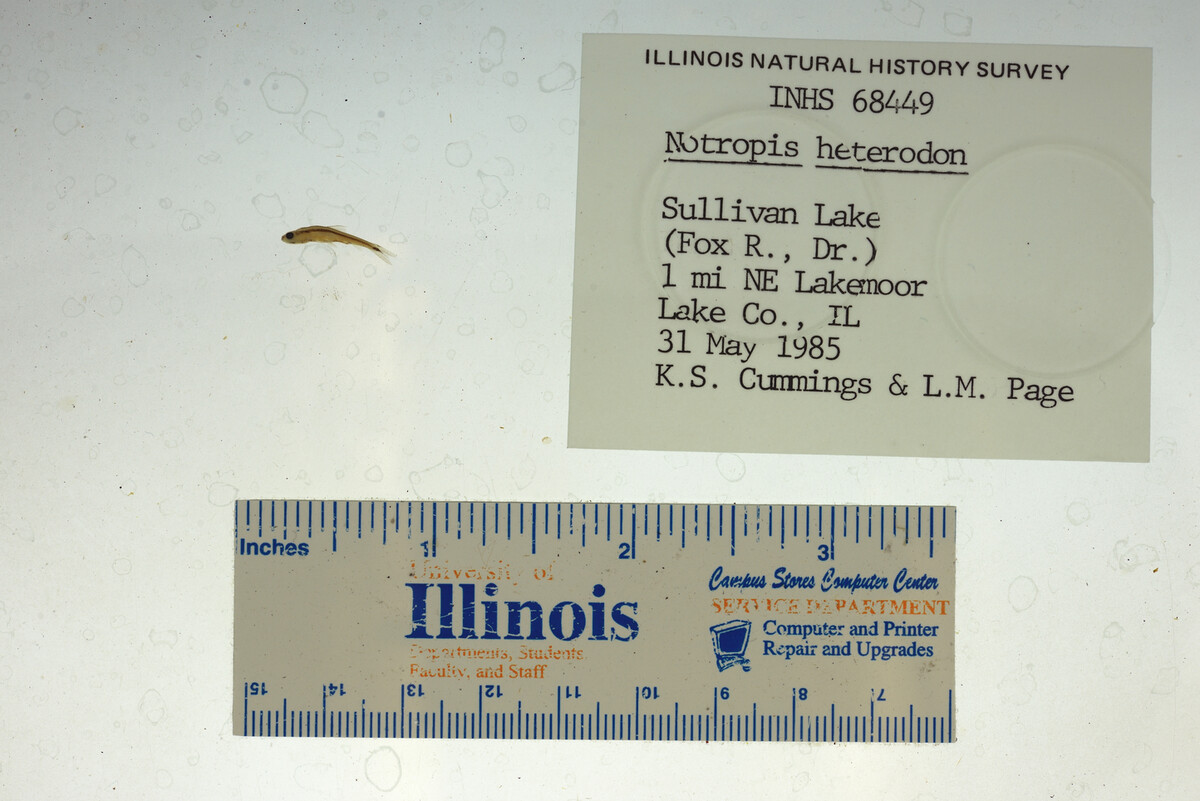 ILLINOIS NATURAL HISTORY SURVEY
INHS 68449
Notropis heterodon
Sullivan Lake
(Fox R., Dr.)
1 mi NE Lakemoor
Lake Co., IL
31 May 1985
K.S. Cummings & L.M. Page
Inches 1 2 3
University of
Illinois
Departments, Students,
Faculty, and Staff
Campus Stores Computer Center
SERVICE DEPARTMENT
Computer and Printer
Repair and Upgrades
15 14 13 12 11 10 9 8 7